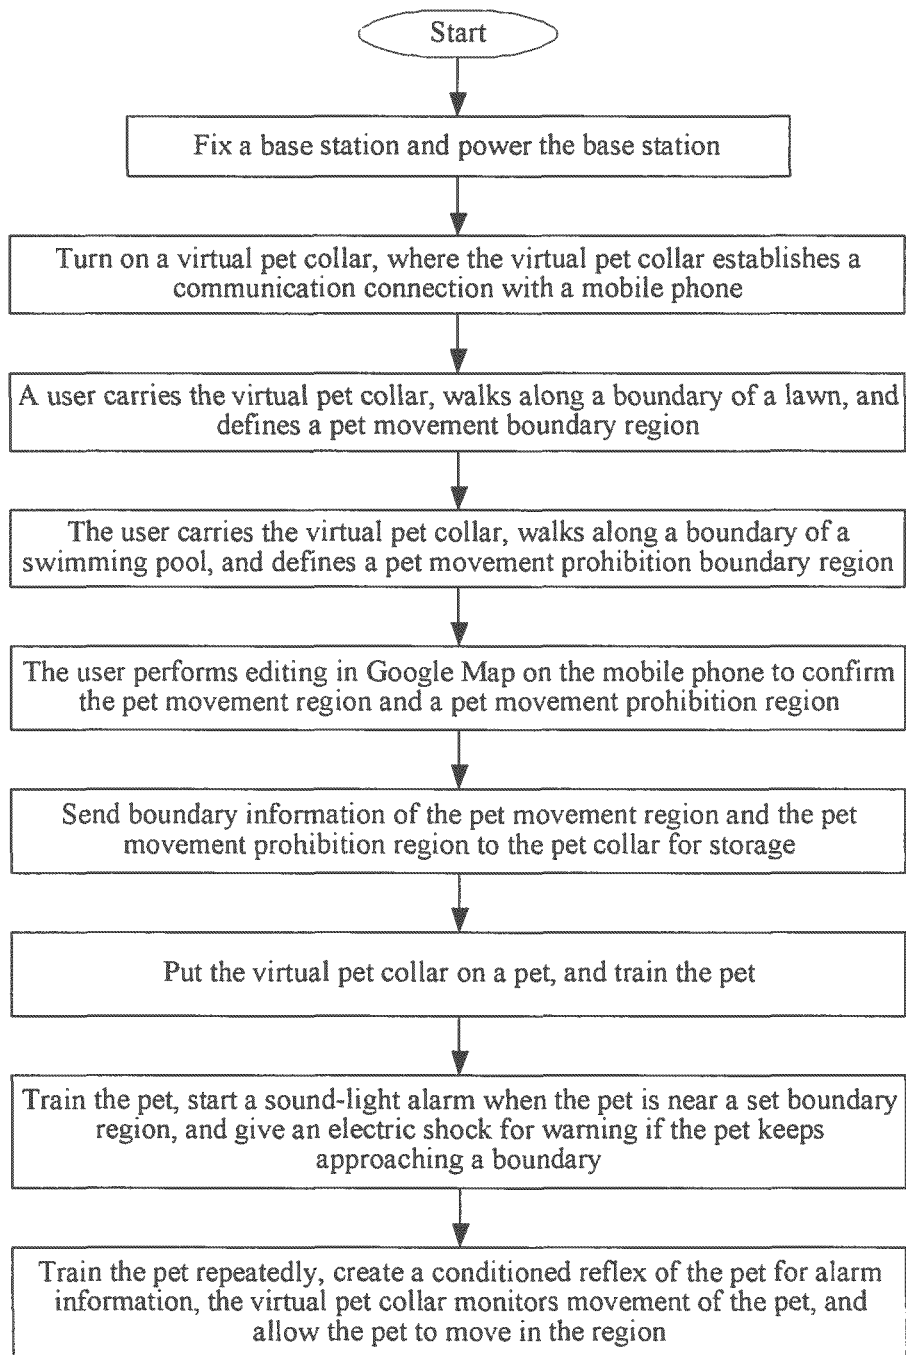 Start
Fix a base station and power the base station
Turn on a virtual pet collar, where the virtual pet collar establishes a
communication connection with a mobile phone
A user carries the virtual pet collar, walks along a boundary of a lawn, and
defines a pet movement boundary region
The user carries the virtual pet collar, walks along a boundary of a
swimming pool, and defines a pet movement prohibition boundary region
The user performs editing in Google Map on the mobile phone to confirm
the pet movement region and a pet movement prohibition region
Send boundary information of the pet movement region and the pet
movement prohibition region to the pet collar for storage
Put the virtual pet collar on a pet, and train the pet
Train the pet, start a sound-light alarm when the pet is near a set boundary
region, and give an electric shock for warning if the pet keeps
approaching a boundary
Train the pet repeatedly, create a conditioned reflex of the pet for alarm
information, the virtual pet collar monitors movement of the pet, and
allow the pet to move in the region